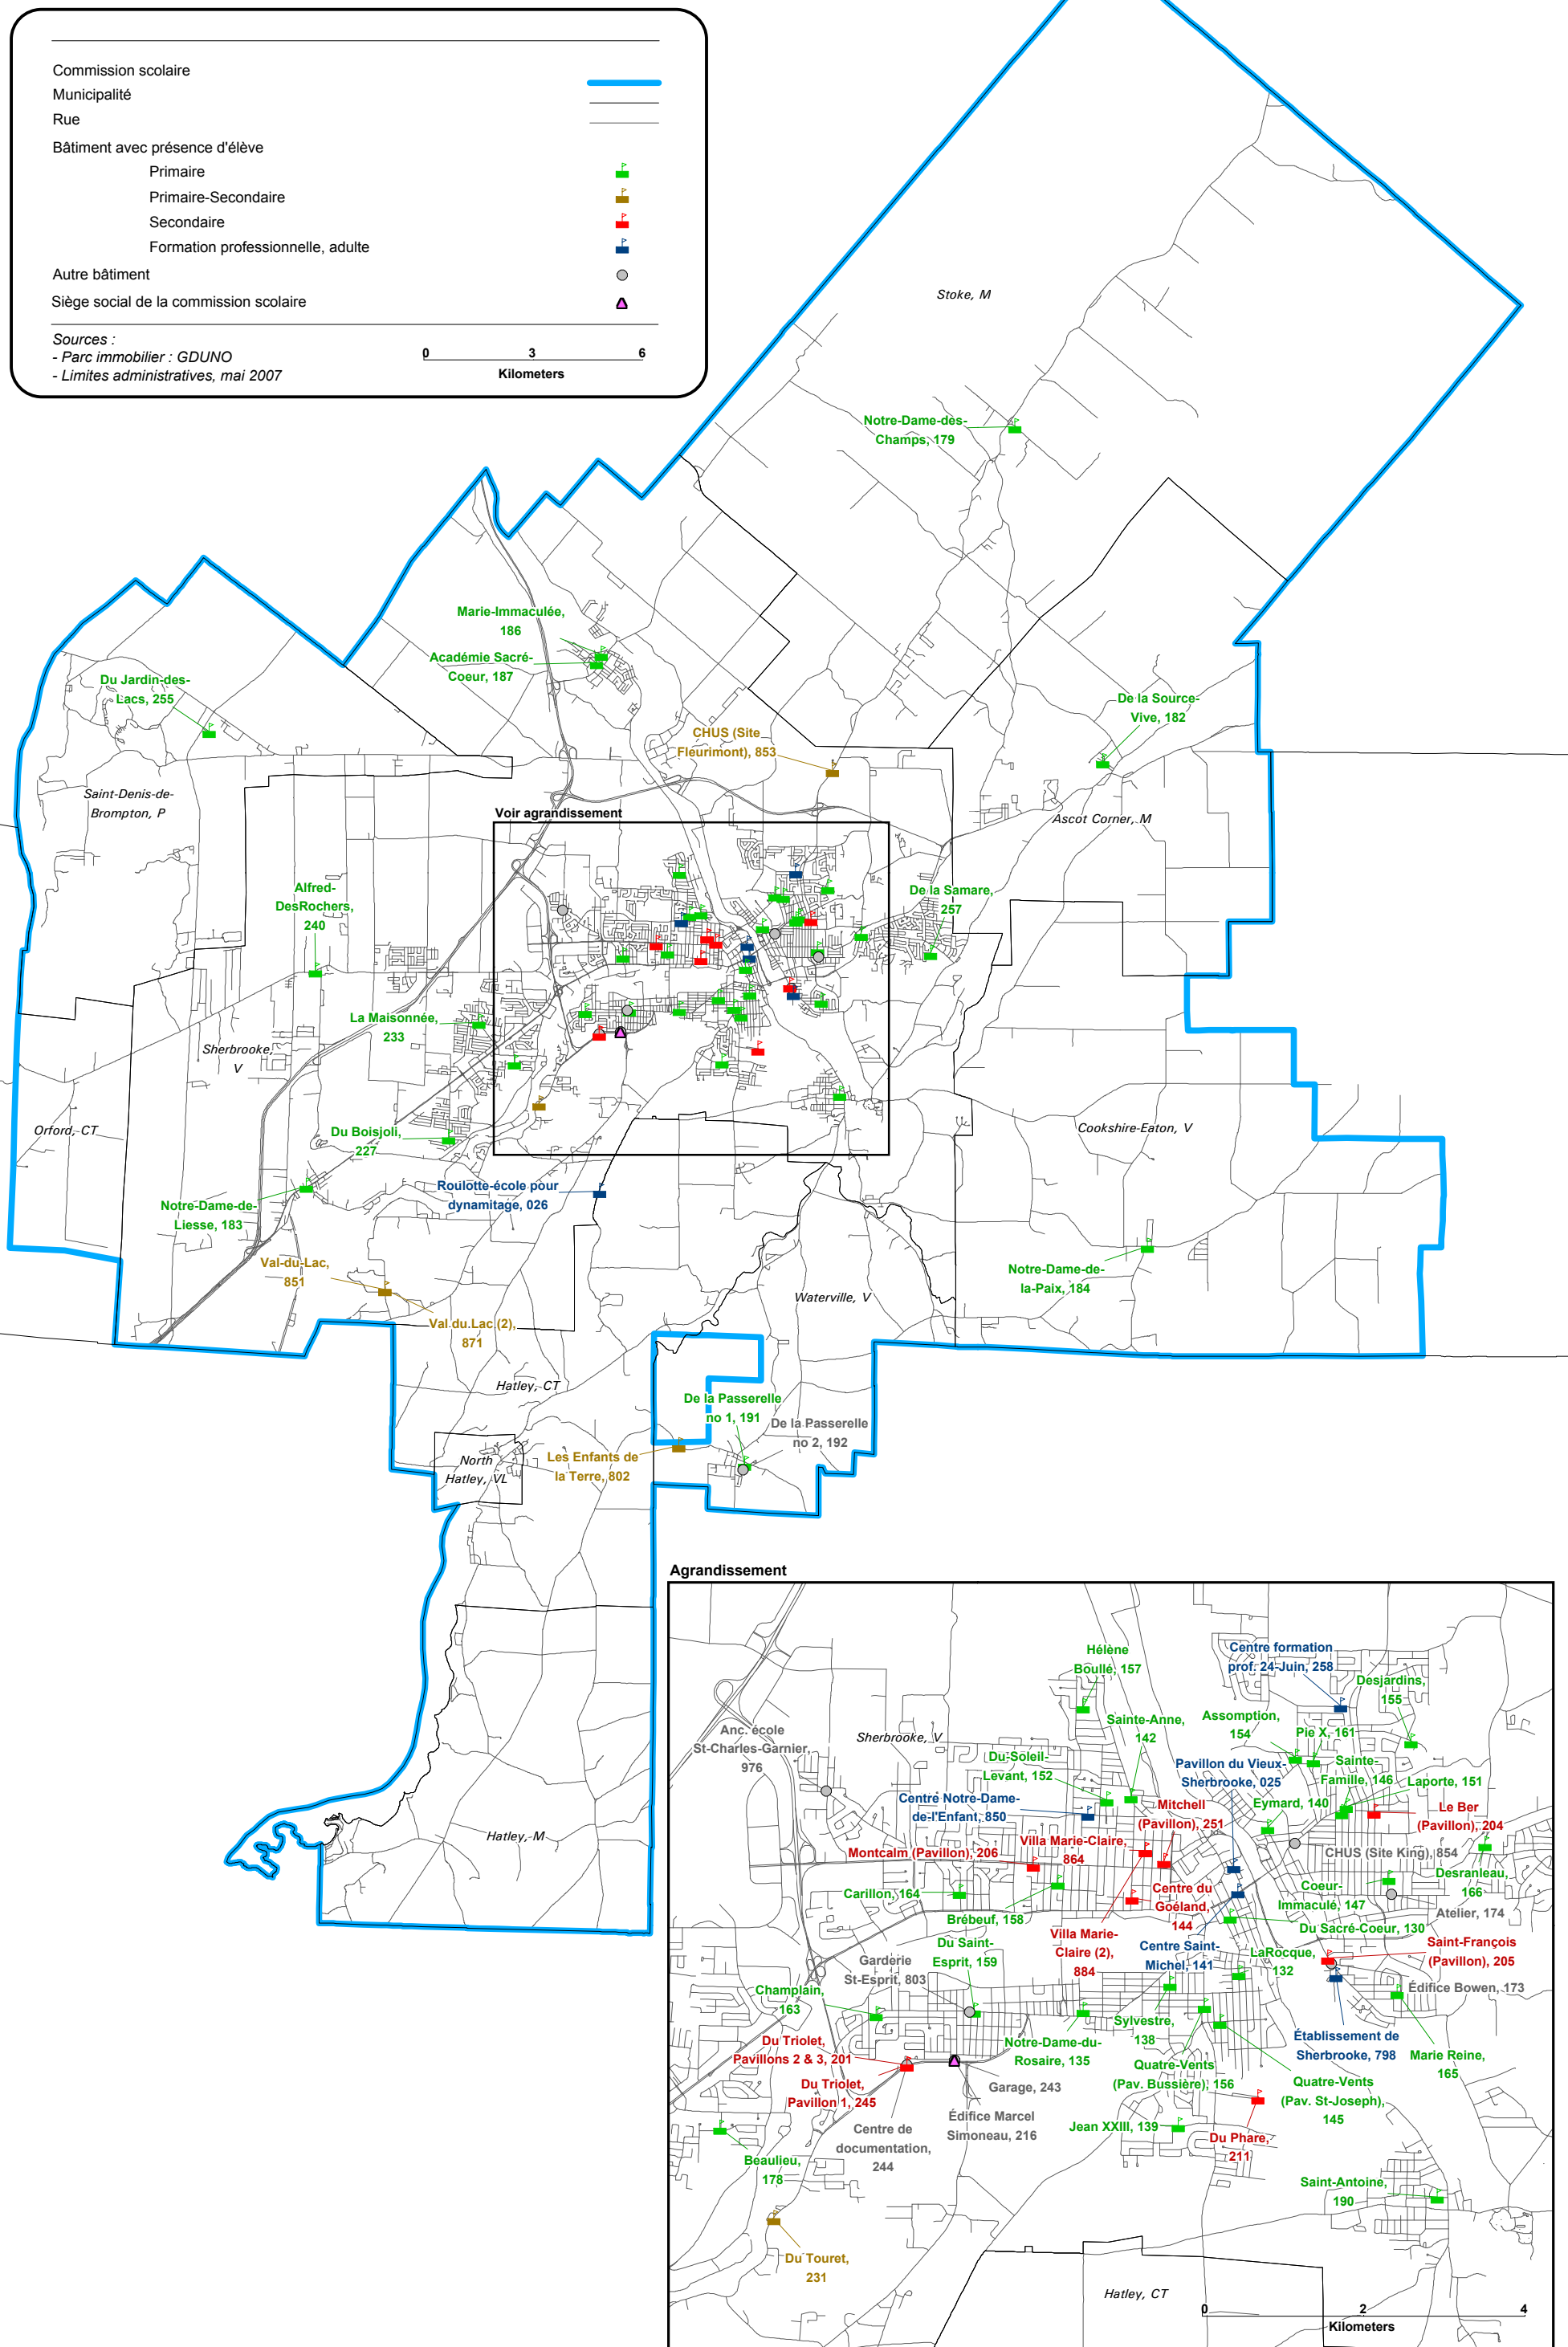 Commission scolaire
Municipalité
Rue
Bâtiment avec présence d'élève
Primaire
Primaire-Secondaire
Secondaire
Formation professionnelle, adulte
Autre bâtiment
Siège social de la commission scolaire
Sources :
- Parc immobilier : GDUNO
- Limites administratives, mai 2007
0 3 6
Kilometers
Stoke, M
Notre-Dame-dès-
Champs, 179
Marie-Immaculée,
186
Académie Sacré-
Coeur, 187
Du Jardin-des-
Lacs, 255
De la Source-
Vive, 182
CHUS (Site
Fleurimont), 853
Saint-Denis-de-
Brompton, P
Voir agrandissement
Ascot Corner, M
Alfred-
DesRochers,
240
De la Samare,
257
La Maisonnée,
233
Sherbrooke,
V
Orford, CT
Du Boisjoli,
227
Cookshire-Eaton, V
Roulotte-école pour
dynamitage, 026
Notre-Dame-de-
Liesse, 183
Val-du-Lac,
851
Notre-Dame-de-
la-Paix, 184
Waterville, V
Val.du.Lac (2),
871
Hatley, CT
De la Passerelle
no 1, 191
De la Passerelle
no 2, 192
North
Hatley, VL
Les Enfants de
la Terre, 802
Hatley, M
Agrandissement
Hélène
Boullé, 157
Centre formation
prof. 24-Juin, 258
Desjardins,
155
Sainte-Anne,
142
Assomption,
154
Pie X, 161
Anc. école
St-Charles-Garnier,
976
Sherbrooke, V
Du-Soleil-
Levant, 152
Pavillon du Vieux-
Sherbrooke, 025
Sainte-
Famille, 146
Laporte, 151
Centre Notre-Dame-
de-l'Enfant, 850
Mitchell
(Pavillon), 251
Eymard, 140
Le Ber
(Pavillon), 204
Villa Marie-Claire,
864
Montcalm (Pavillon), 206
CHUS (Site King), 854
Desranleau,
166
Carillon, 164
Centre du
Goéland,
144
Coeur-
Immaculé, 147
Atelier, 174
Brébeuf, 158
Du Sacré-Coeur, 130
Villa Marie-
Claire (2),
884
Du Saint-
Esprit, 159
Centre Saint-
Michel, 141
LaRocque,
132
Saint-François
(Pavillon), 205
Garderie
St-Esprit, 803
Édifice Bowen, 173
Champlain,
163
Sylvestre,
138
Du Triolet,
Pavillons 2 & 3, 201
Notre-Dame-du-
Rosaire, 135
Établissement de
Sherbrooke, 798
Marie Reine,
165
Quatre-Vents
(Pav. Bussière), 156
Du Triolet,
Pavillon 1, 245
Garage, 243
Quatre-Vents
(Pav. St-Joseph),
145
Édifice Marcel
Simoneau, 216
Centre de
documentation,
244
Jean XXIII, 139
Du Phare,
211
Beaulieu,
178
Saint-Antoine,
190
Du Touret,
231
Hatley, CT
0 2 4
Kilometers